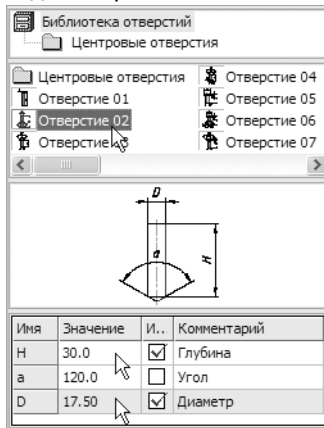 Библиотека отверстий
Центровые отверстия
Центровые отверстия
Отверстие 01
Отверстие 02
Отверстие 03
Отверстие 04
Отверстие 05
Отверстие 06
Отверстие 07
D
a
H
Имя Значение И.. Комментарий
H 30.0 Глубина
a 120.0 Угол
D 17.50 Диаметр